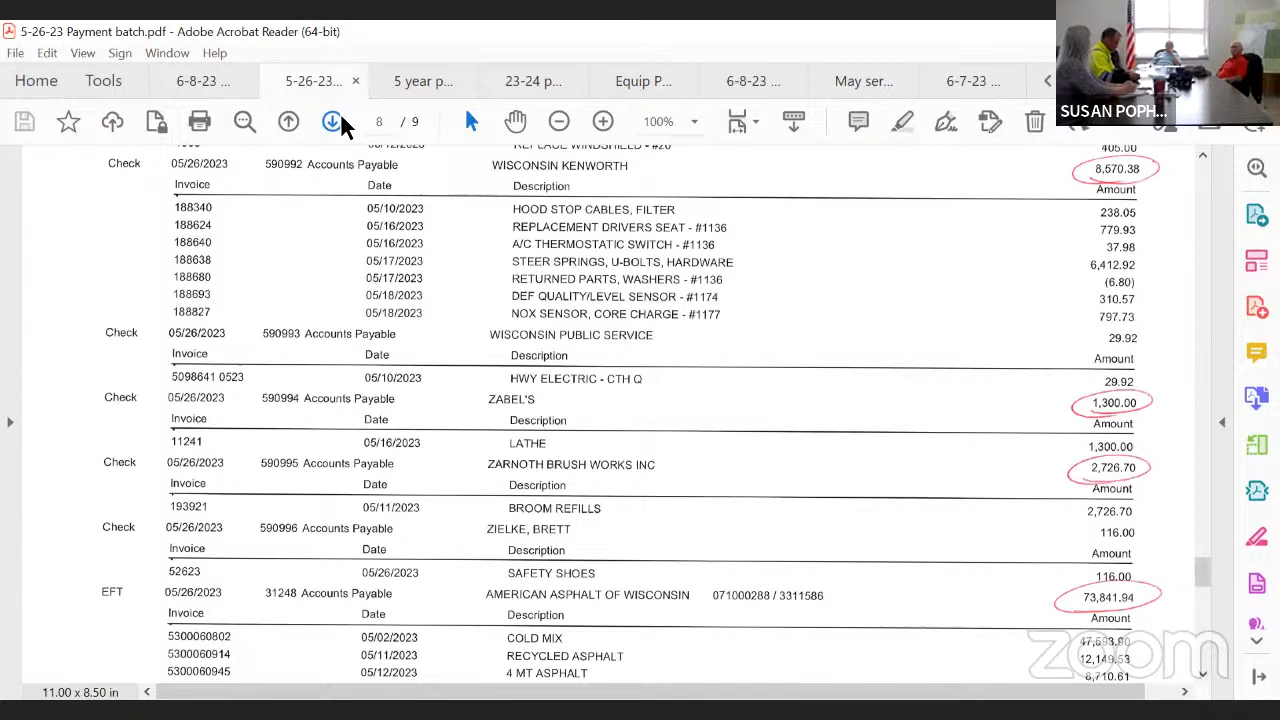 5-26-23 Payment batch.pdf - Adobe Acrobat Reader (64-bit)
File Edit View Sign Window Help
Home Tools 6-8-23 ... 5-26-23... × 5 year p... 23-24 p... Equip P... 6-8-23 ... May ser... 6-7-23 ...
8 / 9 100%
SUSAN POPH...
REPLACE WINDSHIELD - #20 405.00
Check 05/26/2023 590992 Accounts Payable WISCONSIN KENWORTH 8,570.38
Invoice Date Description Amount
188340 05/10/2023 HOOD STOP CABLES, FILTER 238.05
188624 05/16/2023 REPLACEMENT DRIVERS SEAT - #1136 779.93
188640 05/16/2023 A/C THERMOSTATIC SWITCH - #1136 37.98
188638 05/17/2023 STEER SPRINGS, U-BOLTS, HARDWARE 6,412.92
188680 05/17/2023 RETURNED PARTS, WASHERS - #1136 (6.80)
188693 05/18/2023 DEF QUALITY/LEVEL SENSOR - #1174 310.57
188827 05/18/2023 NOX SENSOR, CORE CHARGE - #1177 797.73
Check 05/26/2023 590993 Accounts Payable WISCONSIN PUBLIC SERVICE 29.92
Invoice Date Description Amount
5098641 0523 05/10/2023 HWY ELECTRIC - CTH Q 29.92
Check 05/26/2023 590994 Accounts Payable ZABEL'S 1,300.00
Invoice Date Description Amount
11241 05/16/2023 LATHE 1,300.00
Check 05/26/2023 590995 Accounts Payable ZARNOTH BRUSH WORKS INC 2,726.70
Invoice Date Description Amount
193921 05/11/2023 BROOM REFILLS 2,726.70
Check 05/26/2023 590996 Accounts Payable ZIELKE, BRETT 116.00
Invoice Date Description Amount
52623 05/26/2023 SAFETY SHOES 116.00
EFT 05/26/2023 31248 Accounts Payable AMERICAN ASPHALT OF WISCONSIN 071000288 / 3311586 73,841.94
Invoice Date Description Amount
5300060802 05/02/2023 COLD MIX
5300060914 05/11/2023 RECYCLED ASPHALT 12,149.53
5300060945 05/12/2023 4 MT ASPHALT
zoom
11.00 x 8.50 in